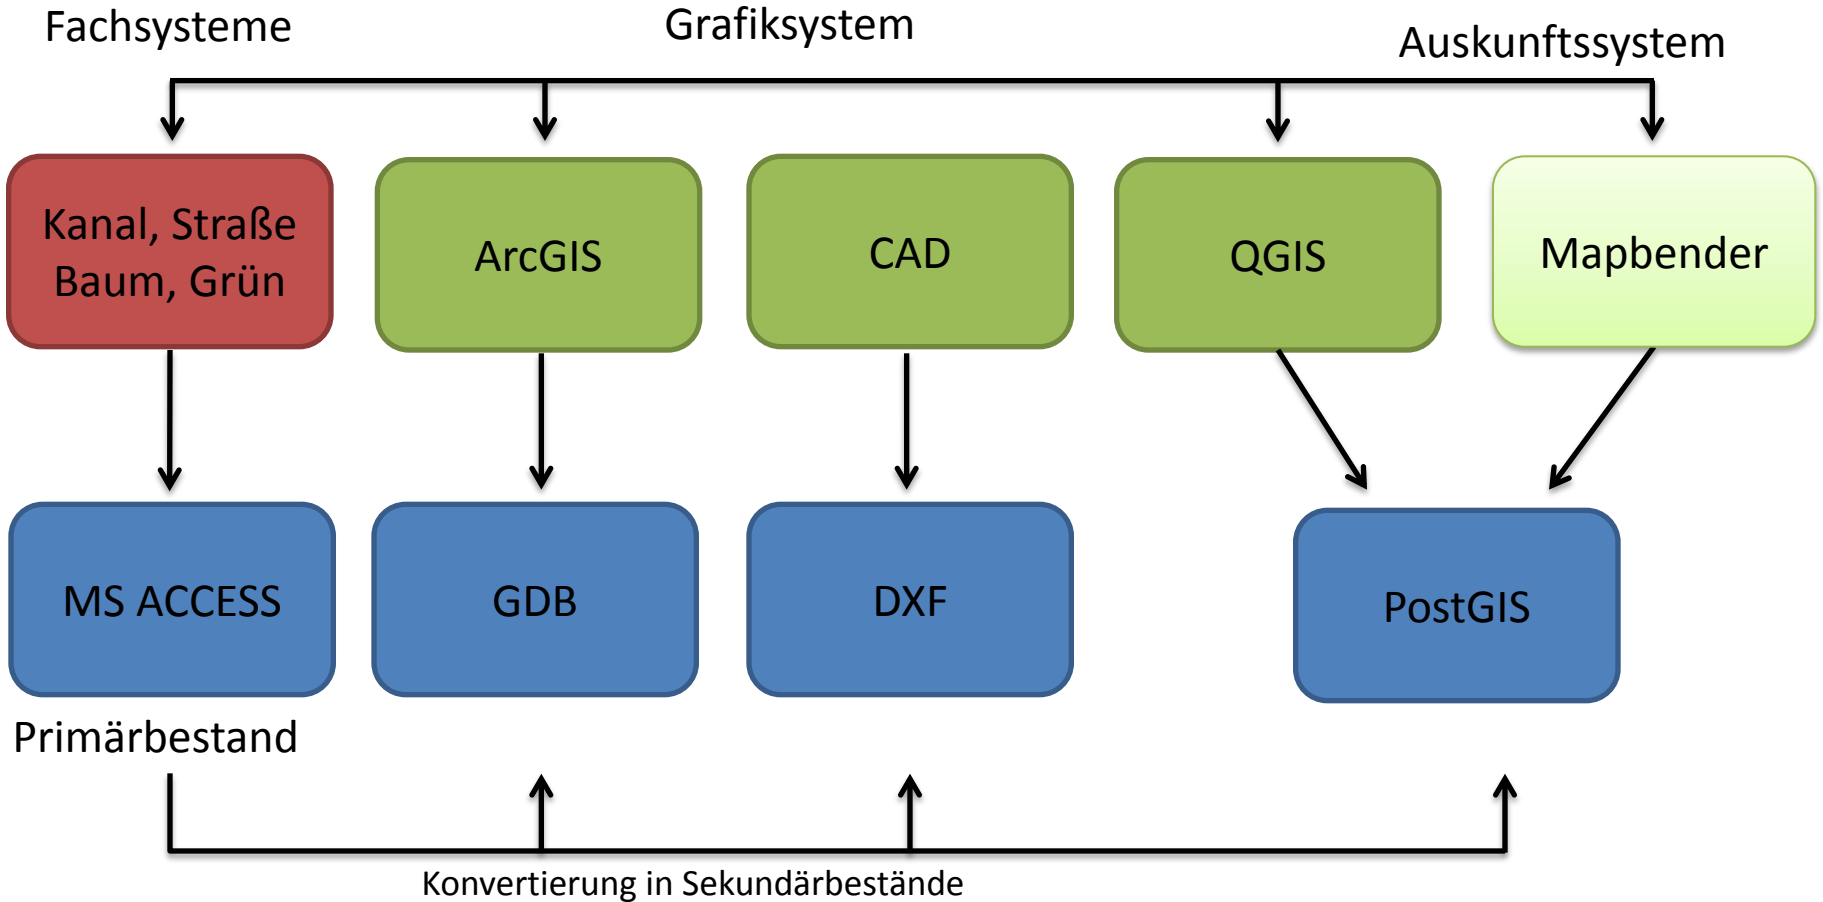 Fachsysteme
Grafiksystem
Auskunftssystem
Kanal, Straße
Baum, Grün
ArcGIS
CAD
QGIS
Mapbender
MS ACCESS
GDB
DXF
PostGIS
Primärbestand
Konvertierung in Sekundärbestände